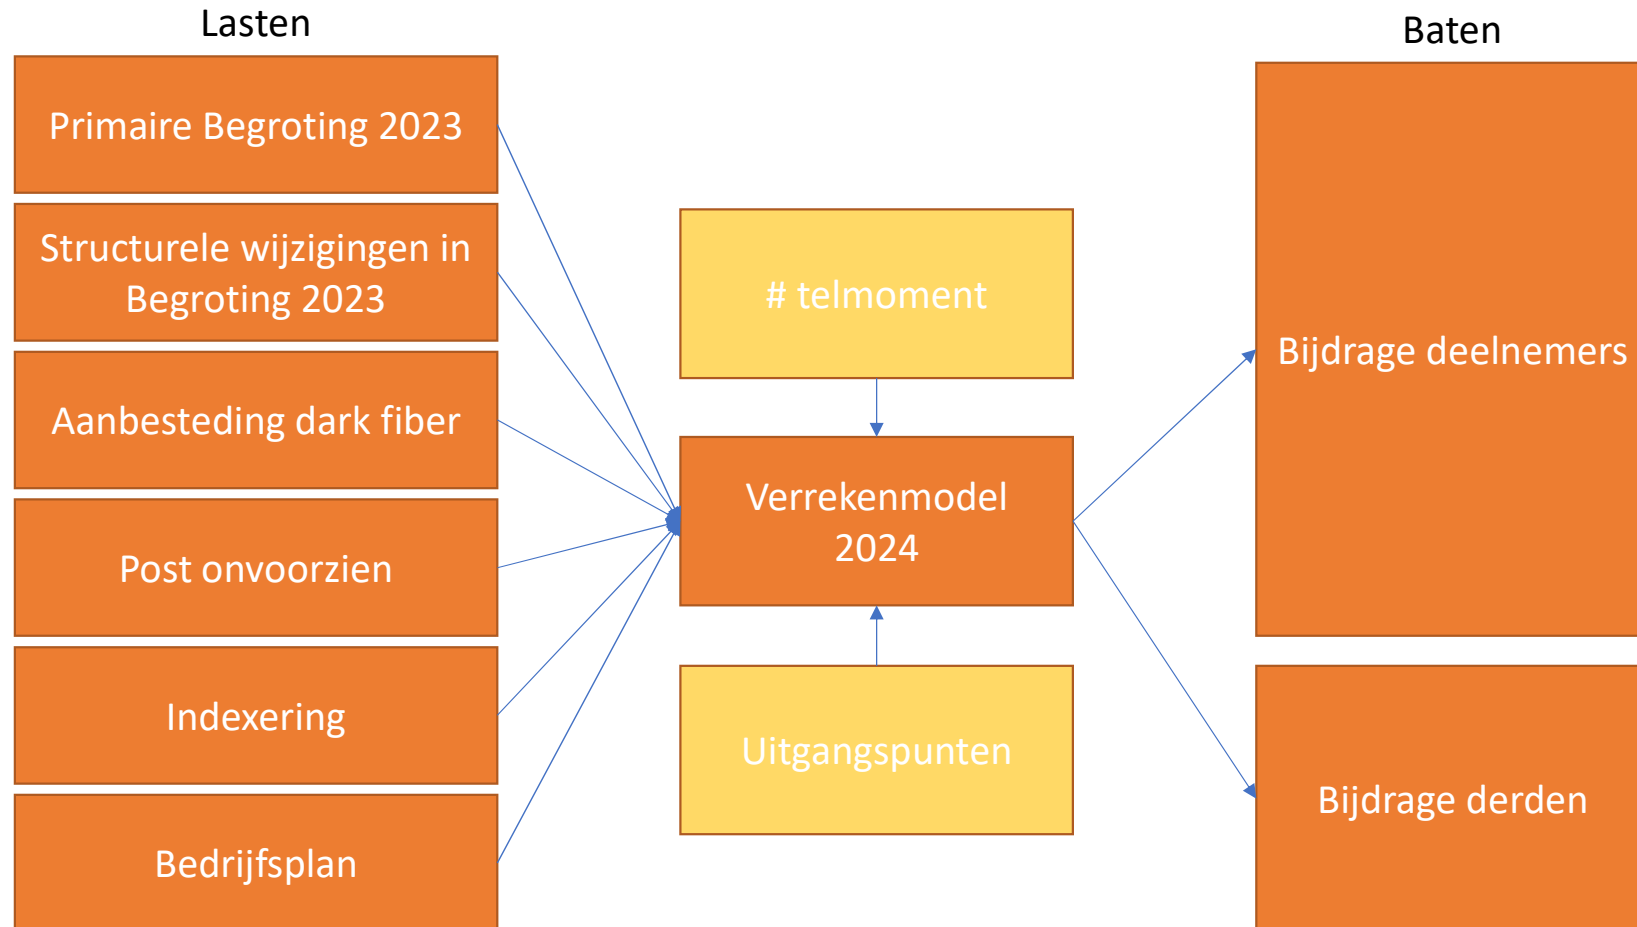 Lasten
Primaire Begroting 2023
Structurele wijzigingen in
Begroting 2023
Aanbesteding dark fiber
Post onvoorzien
Indexering
Bedrijfsplan
# telmoment
Verrekenmodel
2024
Uitgangspunten
Baten
Bijdrage deelnemers
Bijdrage derden